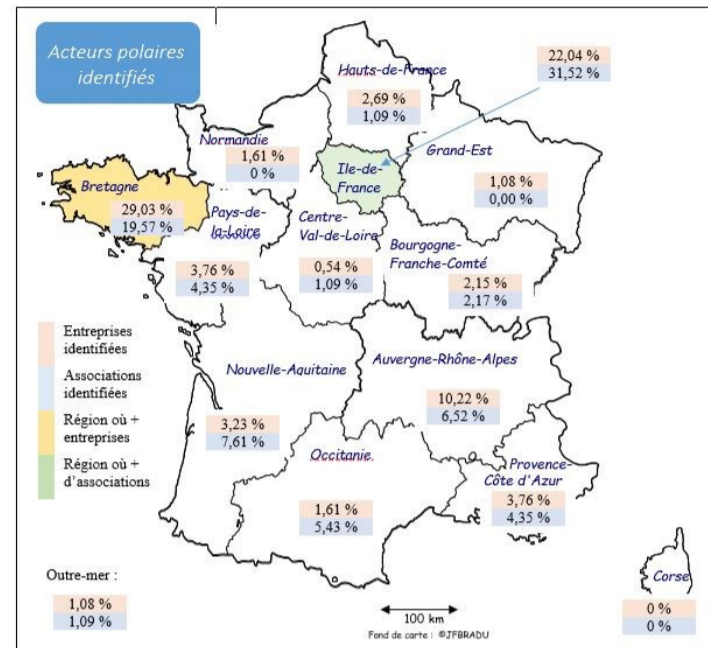 Acteurs polaires
identifiés
22,04 %
31,52 %
Hauts-de-France
2,69 %
1,09 %
Normandie
1,61 %
0 %
Ile-de-
France
Grand-Est
1,08 %
0,00 %
Bretagne
29,03 %
19,57 %
Pays-de-
la-Loire
3,76 %
4,35 %
Centre-
Val-de-Loire
0,54 %
1,09 %
Bourgogne-
Franche-Comté
2,15 %
2,17 %
Entreprises
identifiées
Associations
identifiées
Région où +
entreprises
Région où +
d'associations
Nouvelle-Aquitaine
3,23 %
7,61 %
Auvergne-Rhône-Alpes
10,22 %
6,52 %
Occitanie
1,61 %
5,43 %
Provence-
Côte d'Azur
3,76 %
4,35 %
Corse
0 %
0 %
Outre-mer :
1,08 %
1,09 %
100 km
Fond de carte : ©JFBRADU